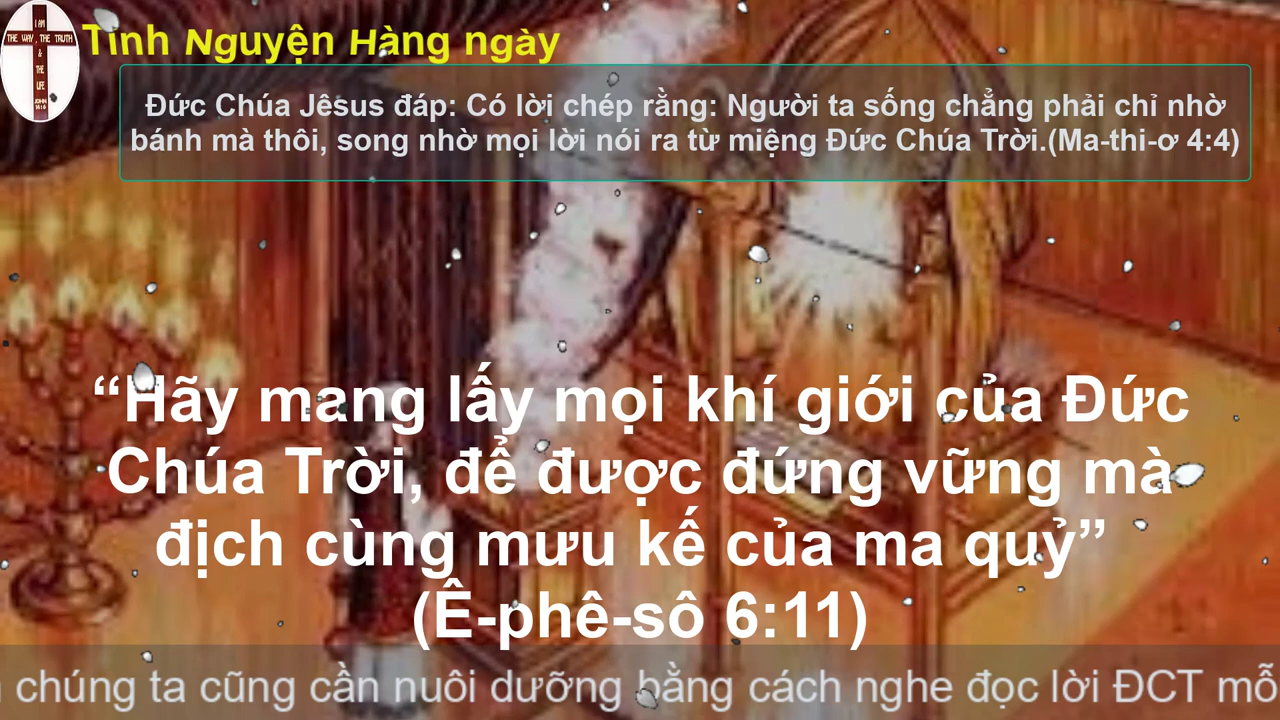 I AM
THE WAY, THE TRUTH
&
THE
LIFE
JOHN
14:6
Tĩnh Nguyện Hàng ngày
Đức Chúa Jêsus đáp: Có lời chép rằng: Người ta sống chẳng phải chỉ nhờ
bánh mà thôi, song nhờ mọi lời nói ra từ miệng Đức Chúa Trời.(Ma-thi-ơ 4:4)
“Hãy mang lấy mọi khí giới của Đức
Chúa Trời, để được đứng vững mà
địch cùng mưu kế của ma quỷ”
(Ê-phê-sô 6:11)
chúng ta cũng cần nuôi dưỡng bằng cách nghe đọc lời ĐCT